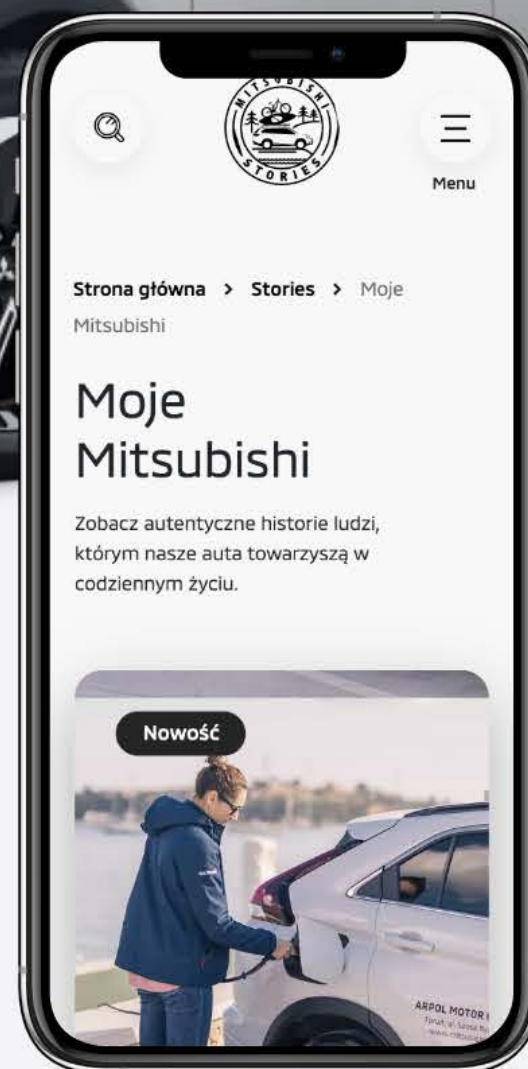 MITSUBISHI
STORIES
Menu
Strona główna > Stories > Moje
Mitsubishi
Moje
Mitsubishi
Zobacz autentyczne historie ludzi,
którym nasze auta towarzyszą w
codziennym życiu.
Nowość
ARPOL MOTOR